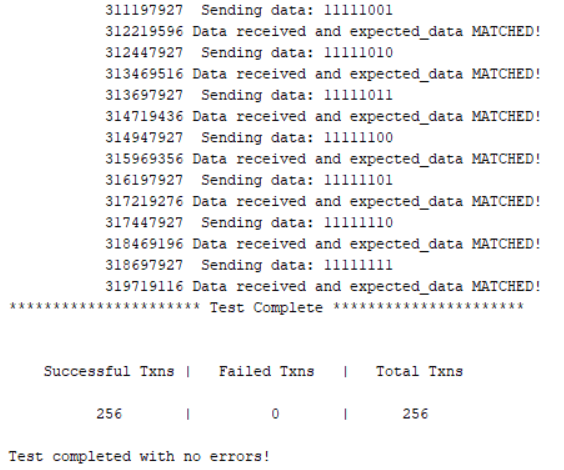 311197927  Sending data: 11111001
312219596 Data received and expected_data MATCHED!
312447927  Sending data: 11111010
313469516 Data received and expected_data MATCHED!
313697927  Sending data: 11111011
314719436 Data received and expected_data MATCHED!
314947927  Sending data: 11111100
315969356 Data received and expected_data MATCHED!
316197927  Sending data: 11111101
317219276 Data received and expected_data MATCHED!
317447927  Sending data: 11111110
318469196 Data received and expected_data MATCHED!
318697927  Sending data: 11111111
319719116 Data received and expected_data MATCHED!
********************** Test Complete **********************
Successful Txns |   Failed Txns   |   Total Txns
256       |         0       |      256
Test completed with no errors!